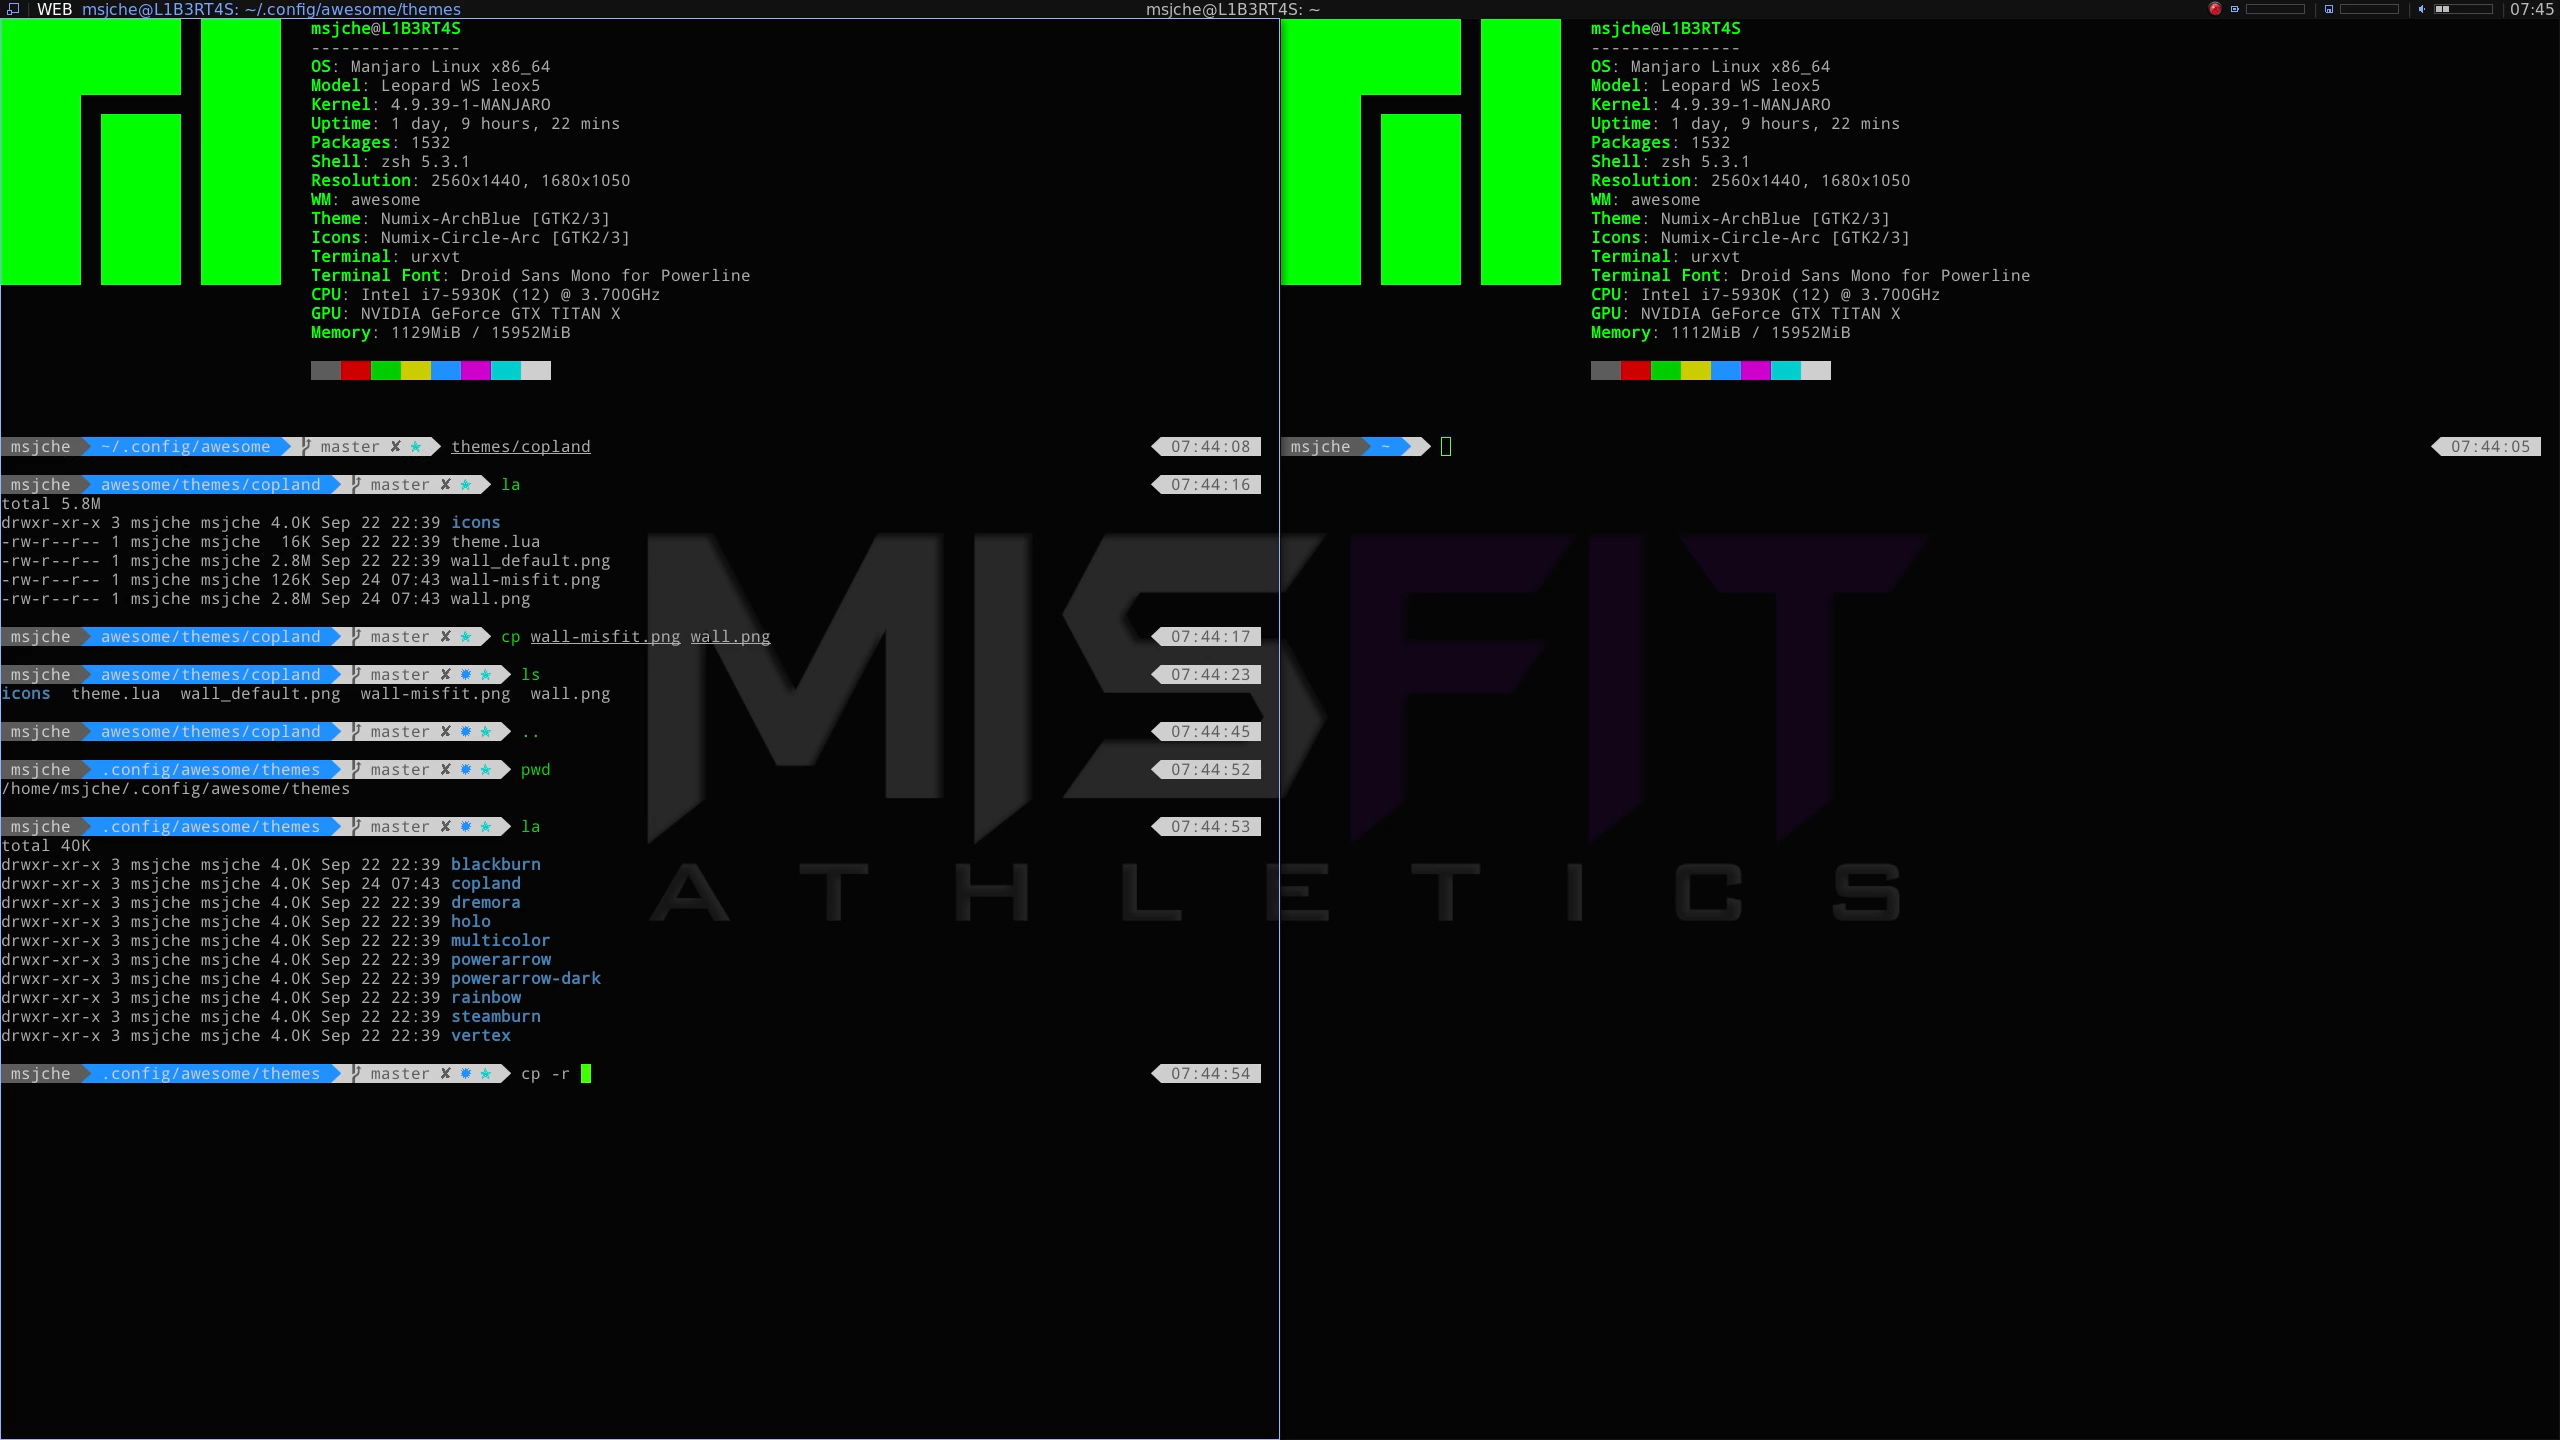 WEB msjche@L1B3RT4S: ~/.config/awesome/themes
msjche@L1B3RT4S: ~
07:45
msjche@L1B3RT4S
---------------
OS: Manjaro Linux x86_64
Model: Leopard WS leox5
Kernel: 4.9.39-1-MANJARO
Uptime: 1 day, 9 hours, 22 mins
Packages: 1532
Shell: zsh 5.3.1
Resolution: 2560x1440, 1680x1050
WM: awesome
Theme: Numix-ArchBlue [GTK2/3]
Icons: Numix-Circle-Arc [GTK2/3]
Terminal: urxvt
Terminal Font: Droid Sans Mono for Powerline
CPU: Intel i7-5930K (12) @ 3.700GHz
GPU: NVIDIA GeForce GTX TITAN X
Memory: 1129MiB / 15952MiB
msjche ~/.config/awesome master ✘ ★ themes/copland 07:44:08
msjche awesome/themes/copland master ✘ ★ la 07:44:16
total 5.8M
drwxr-xr-x 3 msjche msjche 4.0K Sep 22 22:39 icons
-rw-r--r-- 1 msjche msjche  16K Sep 22 22:39 theme.lua
-rw-r--r-- 1 msjche msjche 2.8M Sep 22 22:39 wall_default.png
-rw-r--r-- 1 msjche msjche 126K Sep 24 07:43 wall-misfit.png
-rw-r--r-- 1 msjche msjche 2.8M Sep 24 07:43 wall.png
msjche awesome/themes/copland master ✘ ★ cp wall-misfit.png wall.png 07:44:17
msjche awesome/themes/copland master ✘ ✹ ★ ls 07:44:23
icons  theme.lua  wall_default.png  wall-misfit.png  wall.png
msjche awesome/themes/copland master ✘ ✹ ★ .. 07:44:45
msjche .config/awesome/themes master ✘ ✹ ★ pwd 07:44:52
/home/msjche/.config/awesome/themes
msjche .config/awesome/themes master ✘ ✹ ★ la 07:44:53
total 40K
drwxr-xr-x 3 msjche msjche 4.0K Sep 22 22:39 blackburn
drwxr-xr-x 3 msjche msjche 4.0K Sep 24 07:43 copland
drwxr-xr-x 3 msjche msjche 4.0K Sep 22 22:39 dremora
drwxr-xr-x 3 msjche msjche 4.0K Sep 22 22:39 holo
drwxr-xr-x 3 msjche msjche 4.0K Sep 22 22:39 multicolor
drwxr-xr-x 3 msjche msjche 4.0K Sep 22 22:39 powerarrow
drwxr-xr-x 3 msjche msjche 4.0K Sep 22 22:39 powerarrow-dark
drwxr-xr-x 3 msjche msjche 4.0K Sep 22 22:39 rainbow
drwxr-xr-x 3 msjche msjche 4.0K Sep 22 22:39 steamburn
drwxr-xr-x 3 msjche msjche 4.0K Sep 22 22:39 vertex
msjche .config/awesome/themes master ✘ ✹ ★ cp -r 07:44:54
msjche@L1B3RT4S
---------------
OS: Manjaro Linux x86_64
Model: Leopard WS leox5
Kernel: 4.9.39-1-MANJARO
Uptime: 1 day, 9 hours, 22 mins
Packages: 1532
Shell: zsh 5.3.1
Resolution: 2560x1440, 1680x1050
WM: awesome
Theme: Numix-ArchBlue [GTK2/3]
Icons: Numix-Circle-Arc [GTK2/3]
Terminal: urxvt
Terminal Font: Droid Sans Mono for Powerline
CPU: Intel i7-5930K (12) @ 3.700GHz
GPU: NVIDIA GeForce GTX TITAN X
Memory: 1112MiB / 15952MiB
msjche ~ 07:44:05
MISFIT
ATHLETICS